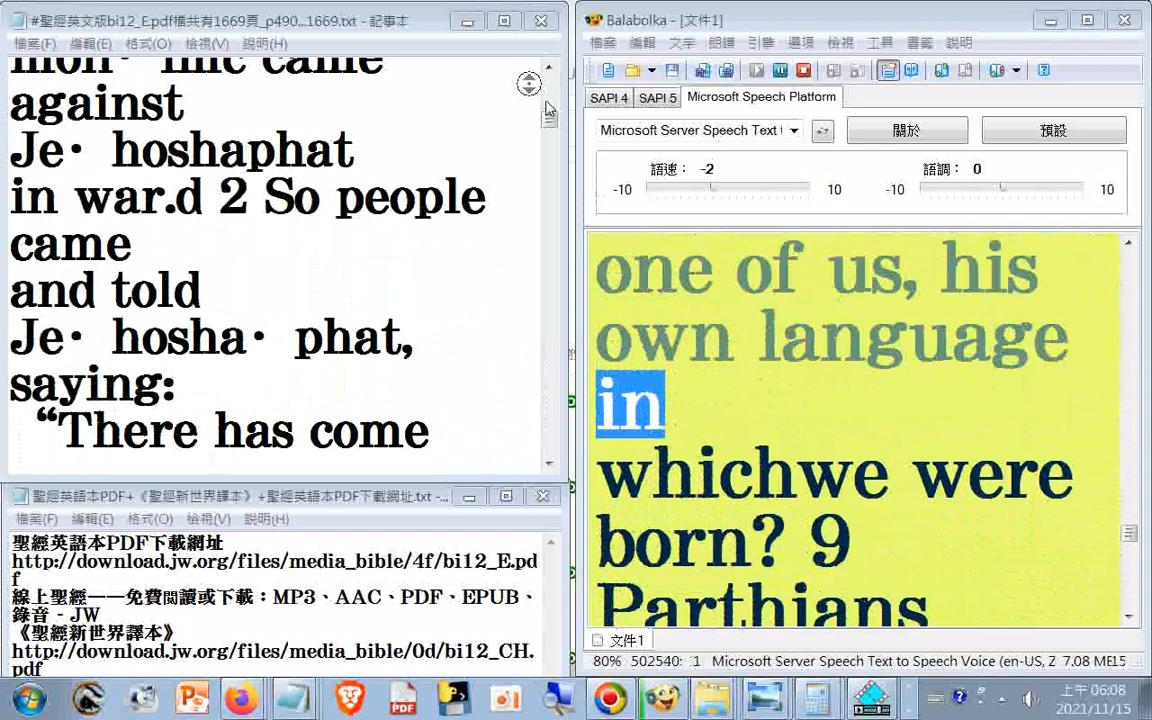 #聖經英文版bi12_E.pdf檔共有1669頁_p490...1669.txt - 記事本
檔案(F) 編輯(E) 格式(O) 檢視(V) 說明(H)
mon· imc came
against
Je· hoshaphat
in war.d 2 So people
came
and told
Je· hosha· phat,
saying:
“There has come
聖經英語本PDF+《聖經新世界譯本》+聖經英語本PDF下載網址.txt -...
檔案(F) 編輯(E) 格式(O) 檢視(V) 說明(H)
聖經英語本PDF下載網址
http://download.jw.org/files/media_bible/4f/bi12_E.pd
f
線上聖經——免費閱讀或下載：MP3、AAC、PDF、EPUB、
錄音 - JW
《聖經新世界譯本》
http://download.jw.org/files/media_bible/0d/bi12_CH.
pdf
Balabolka - [文件1]
檔案 編輯 文字 朗讀 引擎 選項 檢視 工具 書籤 說明
SAPI 4 SAPI 5 Microsoft Speech Platform
Microsoft Server Speech Text 關於 預設
語速： -2 語調： 0
-10 10 -10 10
one of us, his
own language
in
whichwe were
born? 9
Parthians
文件1
80% 502540: 1 Microsoft Server Speech Text to Speech Voice (en-US, Z 7.08 ME15
上午 06:08
2021/11/15